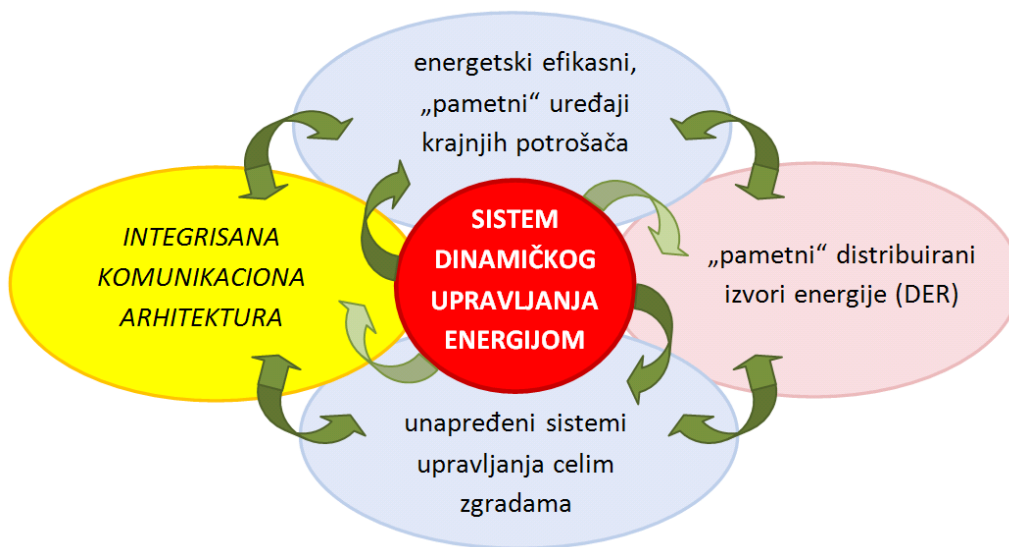 energetski efikasni,
„pametni“ uređaji
krajnjih potrošača
INTEGRISANA
KOMUNIKACIONA
ARHITEKTURA
SISTEM
DINAMIČKOG
UPRAVLJANJA
ENERGIJOM
„pametni“ distribuirani
izvori energije (DER)
unapređeni sistemi
upravljanja celim
zgradama